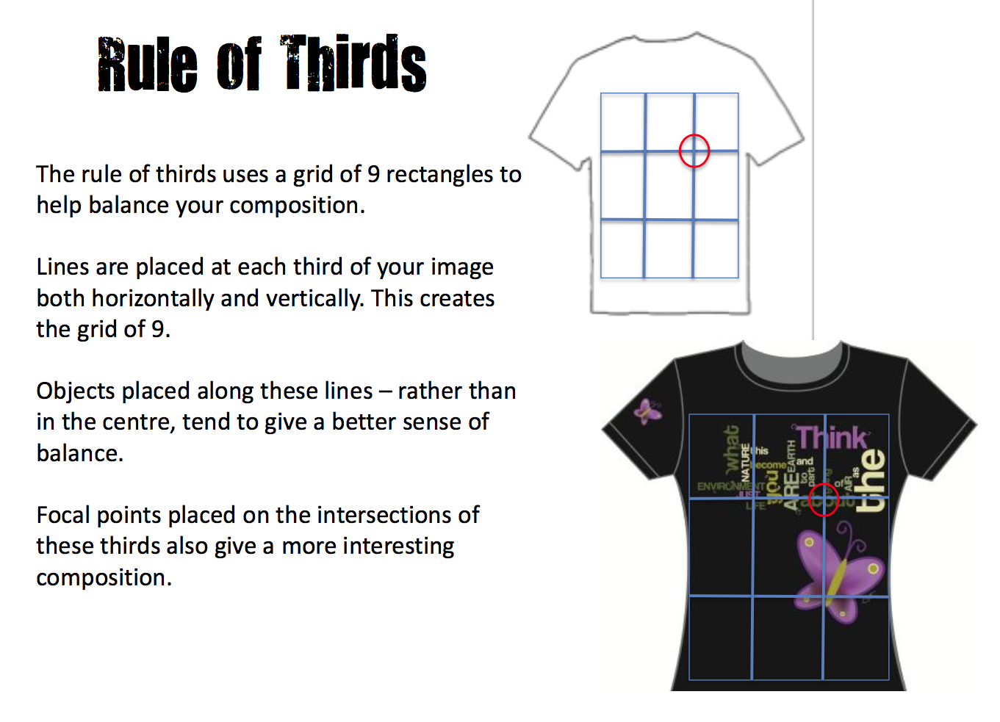 Rule Of Thirds
The rule of thirds uses a grid of 9 rectangles to
help balance your composition.
Lines are placed at each third of your image
both horizontally and vertically. This creates
the grid of 9.
Objects placed along these lines – rather than
in the centre, tend to give a better sense of
balance.
Focal points placed on the intersections of
these thirds also give a more interesting
composition.
what
NATURE
this
become
ENVIRONMENT
JUST
LIFE
you
ARE
EARTH
Think
and
to
part
of
AIR
as
the
about